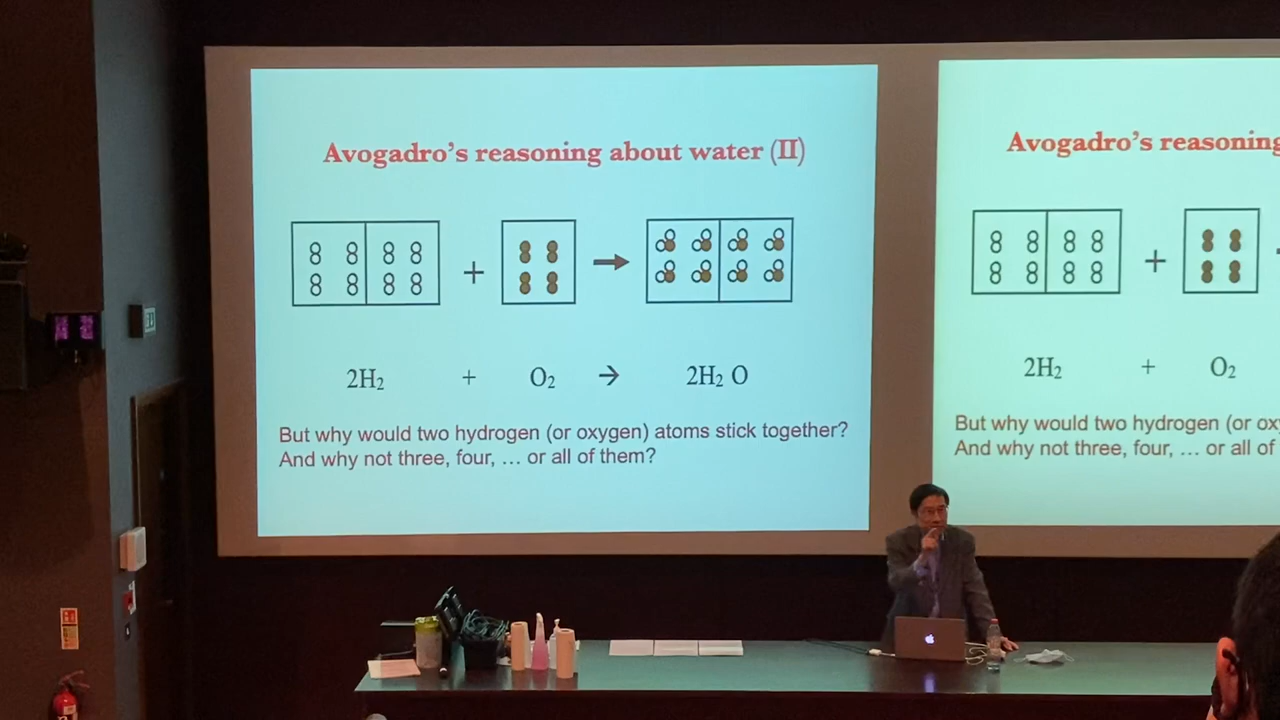 Avogadro's reasoning about water (II)
+
2H₂ + O₂ → 2H₂ O
But why would two hydrogen (or oxygen) atoms stick together?
And why not three, four, … or all of them?
Avogadro's reasoning
+
2H₂ + O₂
But why would two hydrogen (or
And why not three, four, … or all of